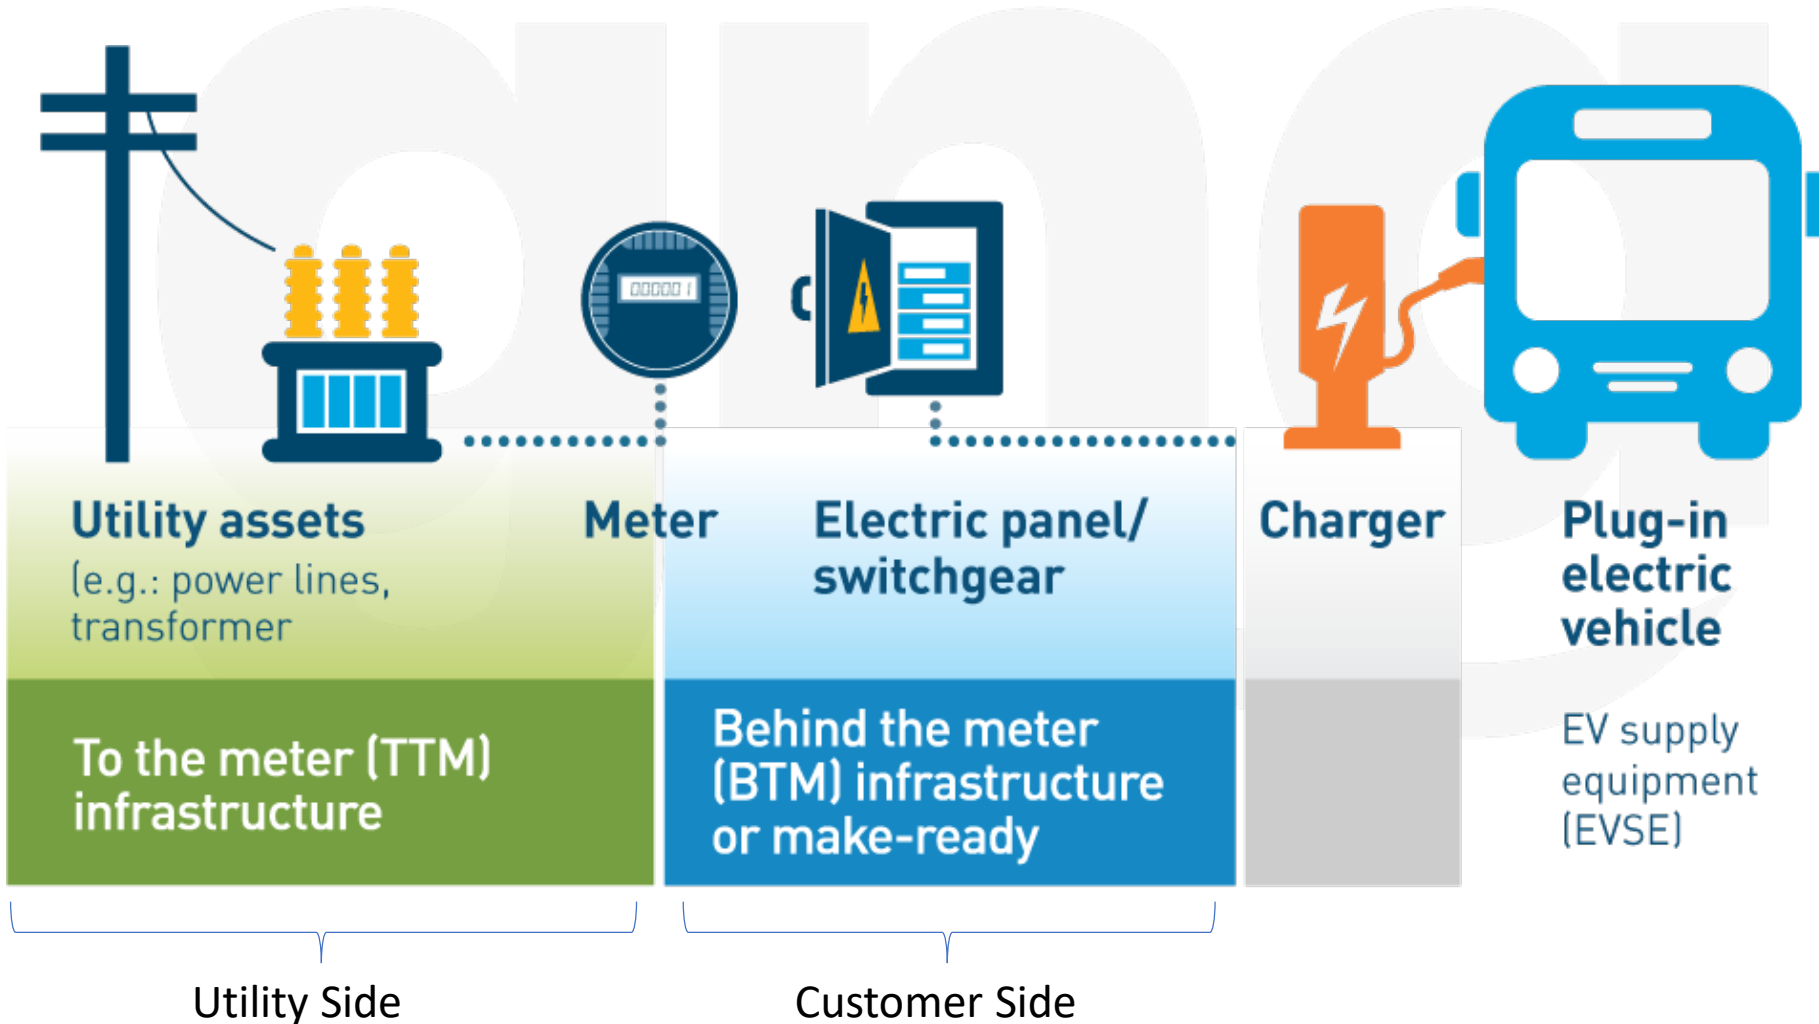 000001
Utility assets
(e.g.: power lines,
transformer
Meter
Electric panel/
switchgear
Charger
Plug-in
electric
vehicle
To the meter (TTM)
infrastructure
Behind the meter
(BTM) infrastructure
or make-ready
EV supply
equipment
(EVSE)
Utility Side
Customer Side